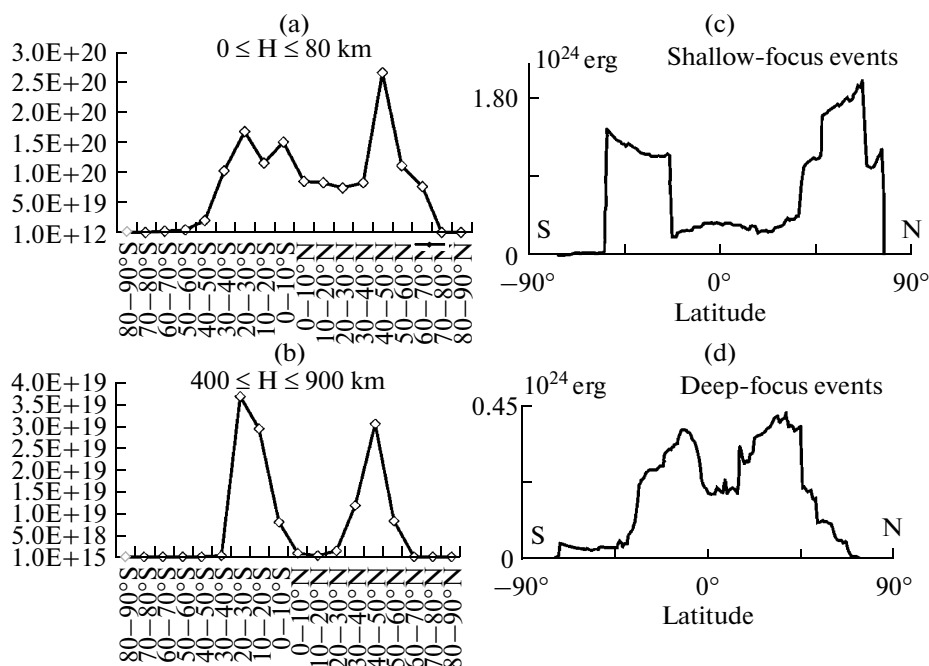 (a)
0 ≤ H ≤ 80 km
3.0E+20
2.5E+20
2.0E+20
1.5E+20
1.0E+20
5.0E+19
1.0E+12
80–90°S
70–80°S
60–70°S
50–60°S
40–50°S
30–40°S
20–30°S
10–20°S
0–10°S
0–10°N
10–20°N
20–30°N
30–40°N
40–50°N
50–60°N
60–70°N
70–80°N
80–90°N
(b)
400 ≤ H ≤ 900 km
4.0E+19
3.5E+19
3.0E+19
2.5E+19
2.0E+19
1.5E+19
1.0E+19
5.0E+18
1.0E+15
80–90°S
70–80°S
60–70°S
50–60°S
40–50°S
30–40°S
20–30°S
10–20°S
0–10°S
0–10°N
10–20°N
20–30°N
30–40°N
40–50°N
50–60°N
60–70°N
70–80°N
80–90°N
(c)
10²⁴ erg
Shallow-focus events
1.80
S
N
0
−90°
0°
90°
Latitude
(d)
10²⁴ erg
Deep-focus events
0.45
S
N
0
−90°
0°
90°
Latitude